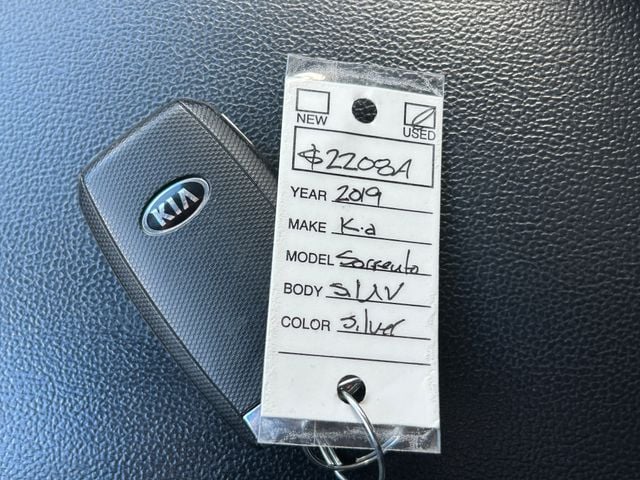 KIA
NEW
USED
$2208A
YEAR 2019
MAKE Kia
MODEL Sorrento
BODY SUV
COLOR Silver